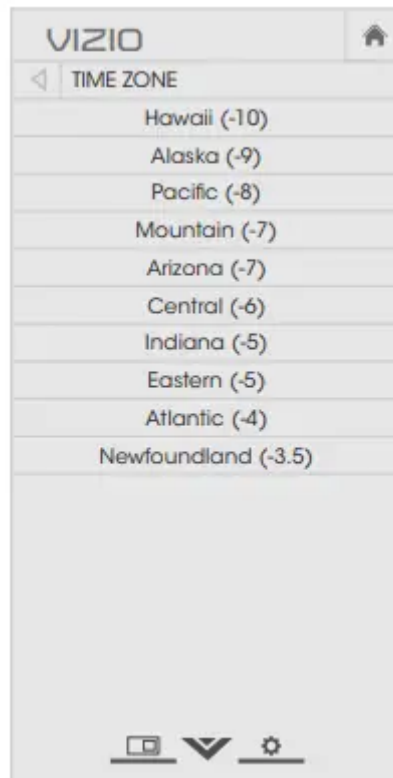 VIZIO
TIME ZONE
Hawaii (-10)
Alaska (-9)
Pacific (-8)
Mountain (-7)
Arizona (-7)
Central (-6)
Indiana (-5)
Eastern (-5)
Atlantic (-4)
Newfoundland (-3.5)